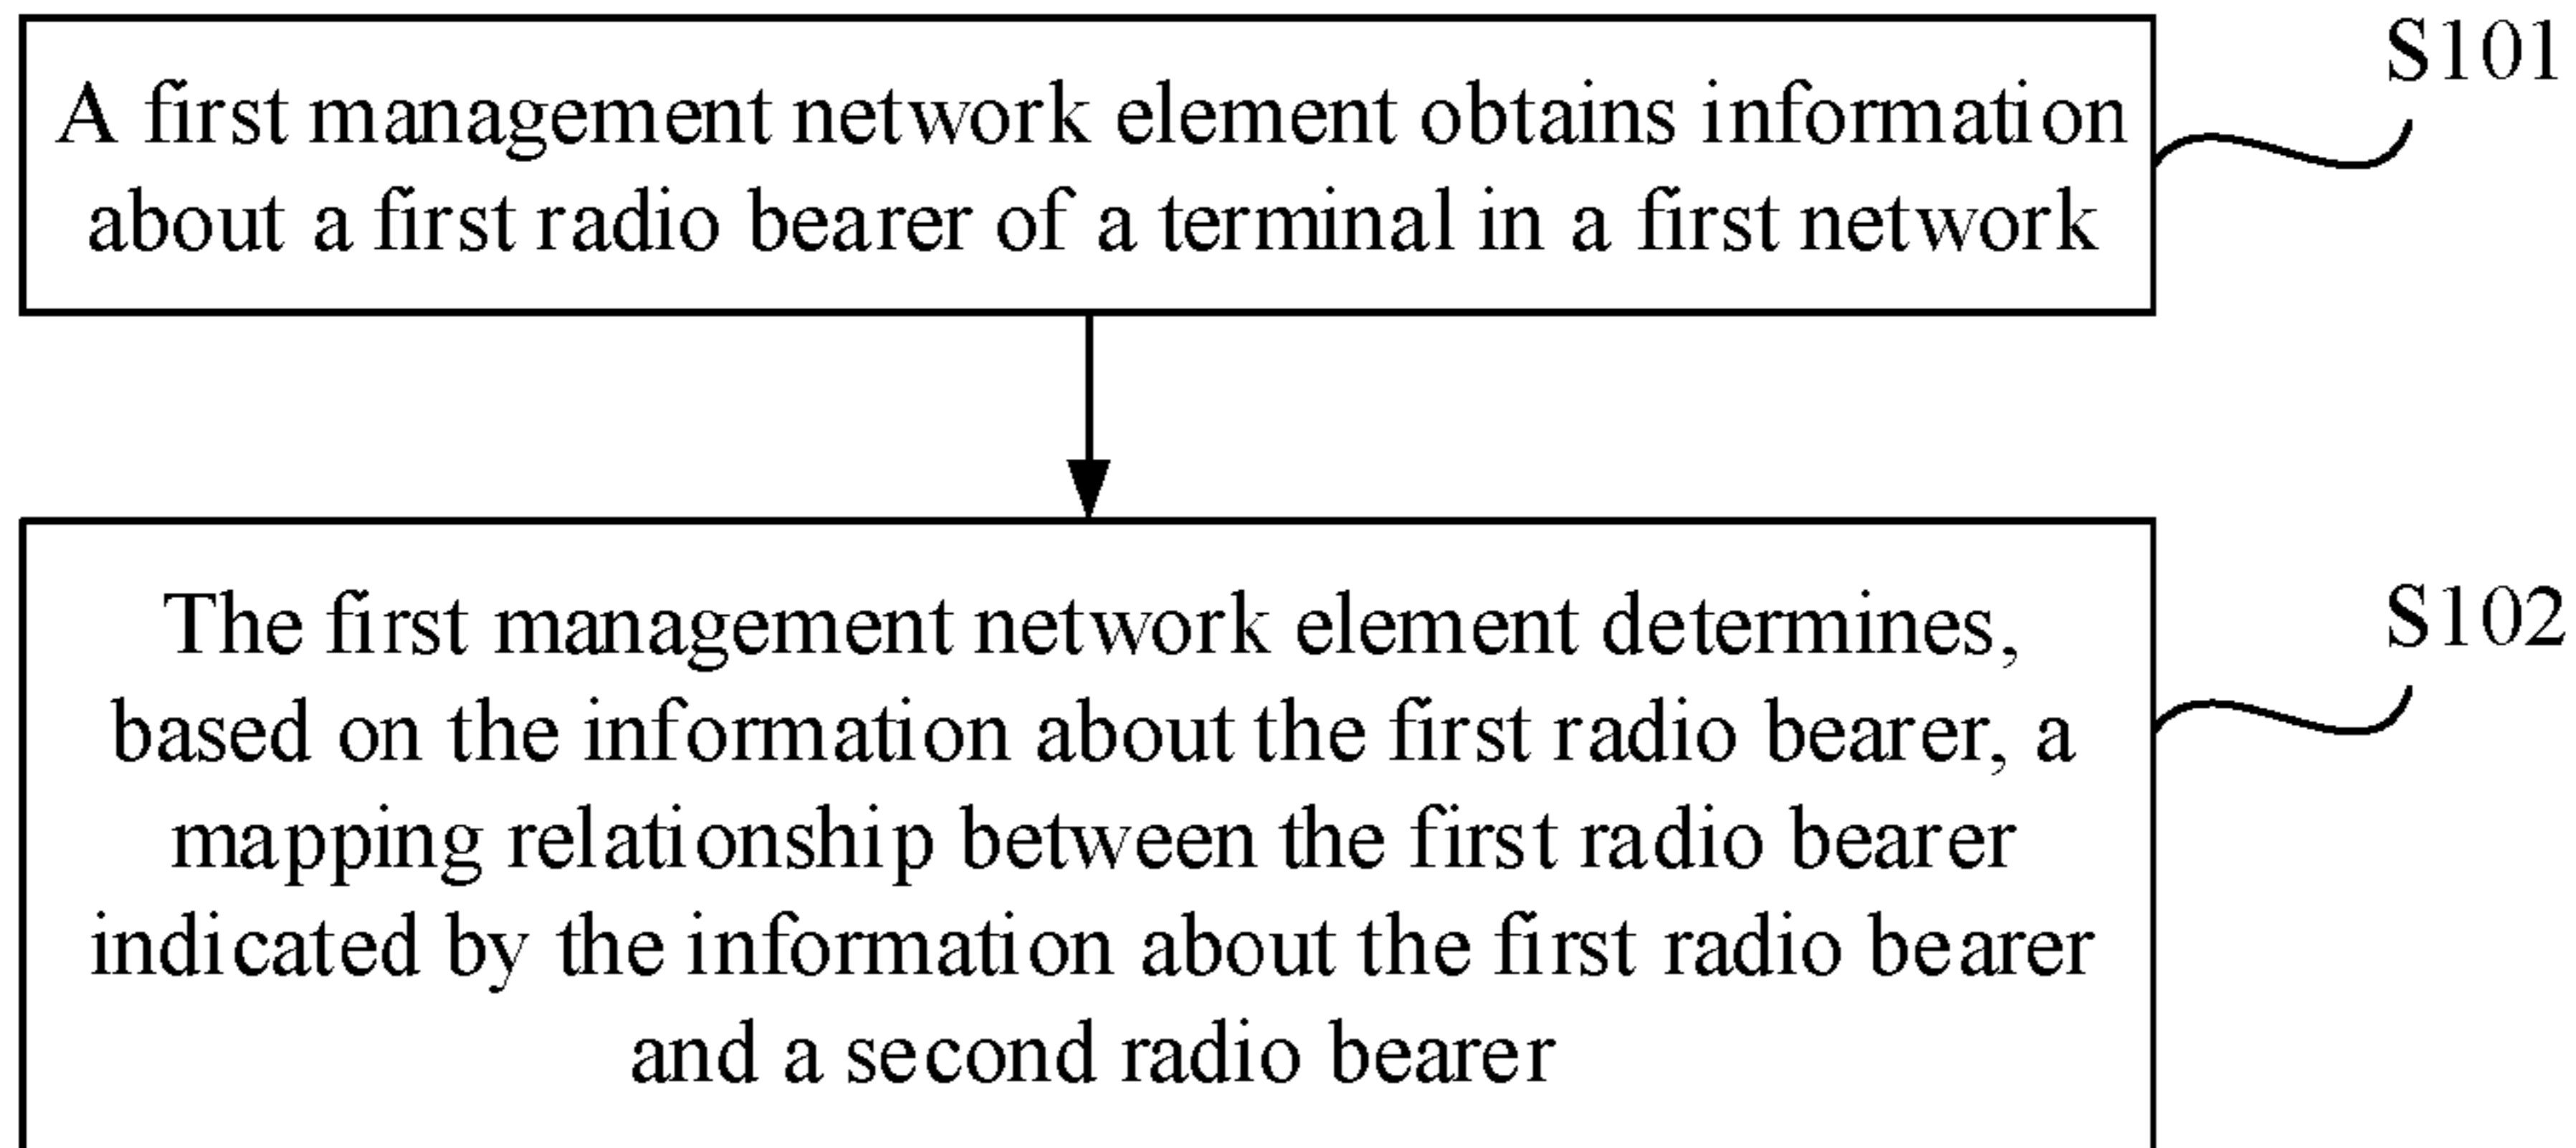 A first management network element obtains information
about a first radio bearer of a terminal in a first network
S101
The first management network element determines,
based on the information about the first radio bearer, a
mapping relationship between the first radio bearer
indicated by the information about the first radio bearer
and a second radio bearer
S102